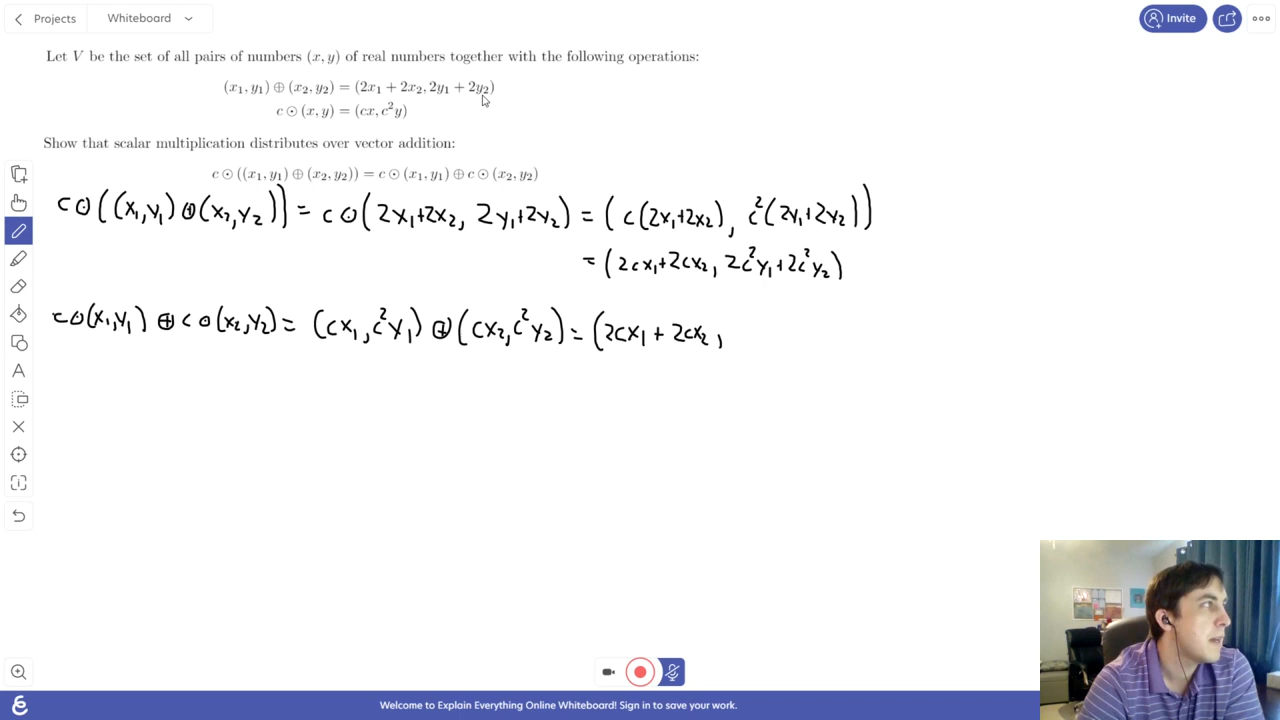 Projects Whiteboard Invite
Let V be the set of all pairs of numbers (x, y) of real numbers together with the following operations:
(x₁, y₁) ⊕ (x₂, y₂) = (2x₁ + 2x₂, 2y₁ + 2y₂)
c ⊙ (x, y) = (cx, c²y)
Show that scalar multiplication distributes over vector addition:
c ⊙ ((x₁, y₁) ⊕ (x₂, y₂)) = c ⊙ (x₁, y₁) ⊕ c ⊙ (x₂, y₂)
c⊙((x₁,y₁)⊕(x₂,y₂)) = c⊙(2x₁+2x₂, 2y₁+2y₂) = (c(2x₁+2x₂), c²(2y₁+2y₂))
= (2cx₁+2cx₂, 2c²y₁+2c²y₂)
c⊙(x₁,y₁) ⊕ c⊙(x₂,y₂) = (cx₁,c²y₁) ⊕ (cx₂,c²y₂) = (2cx₁ + 2cx₂,
Welcome to Explain Everything Online Whiteboard! Sign in to save your work.